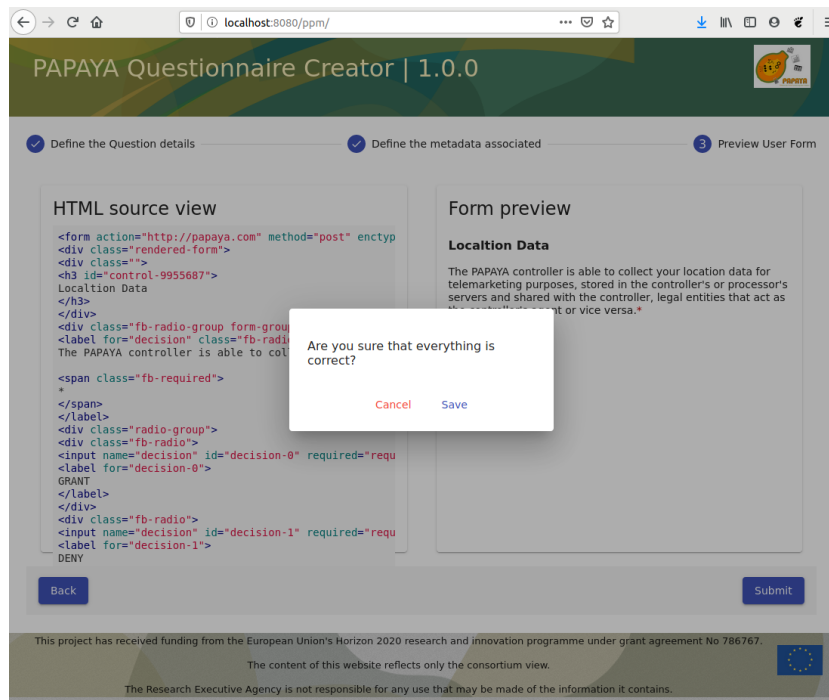 localhost:8080/ppm/
PAPAYA Questionnaire Creator | 1.0.0
PAPAYA
Define the Question details
Define the metadata associated
3 Preview User Form
HTML source view
<form action="http://papaya.com" method="post" enctyp
<div class="rendered-form">
<div class="">
<h3 id="control-9955687">
Localtion Data
</h3>
</div>
<div class="fb-radio-group form-group
<label for="decision" class="fb-radi
The PAPAYA controller is able to col
<span class="fb-required">
*
</span>
</label>
<div class="radio-group">
<div class="fb-radio">
<input name="decision" id="decision-0" required="requ
<label for="decision-0">
GRANT
</label>
</div>
<div class="fb-radio">
<input name="decision" id="decision-1" required="requ
<label for="decision-1">
DENY
Form preview
Localtion Data
The PAPAYA controller is able to collect your location data for
telemarketing purposes, stored in the controller's or processor's
servers and shared with the controller, legal entities that act as
the controller's agent or vice versa.*
Are you sure that everything is
correct?
Cancel
Save
Back
Submit
This project has received funding from the European Union's Horizon 2020 research and innovation programme under grant agreement No 786767.
The content of this website reflects only the consortium view.
The Research Executive Agency is not responsible for any use that may be made of the information it contains.